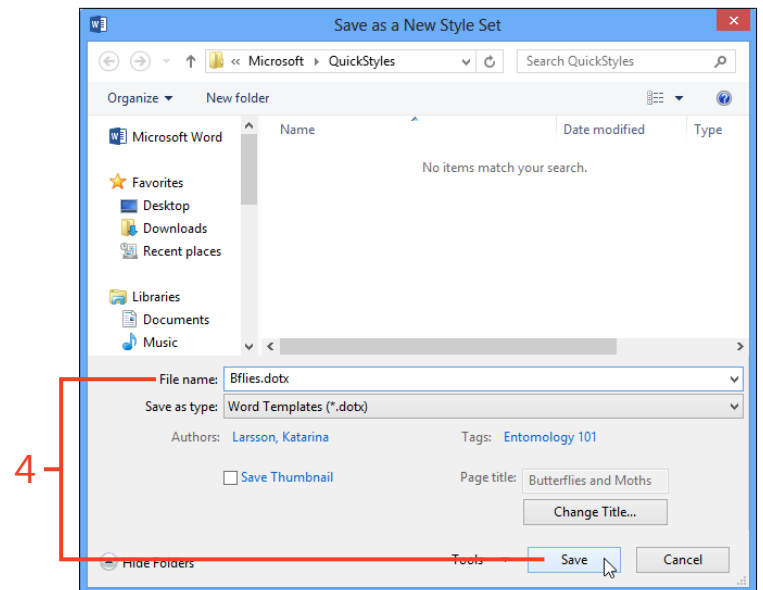 Save as a New Style Set
« Microsoft QuickStyles
Search QuickStyles
Organize
New folder
Microsoft Word
Name
Date modified
Type
No items match your search.
Favorites
Desktop
Downloads
Recent places
Libraries
Documents
Music
File name: Bflies.dotx
Save as type: Word Templates (*.dotx)
Authors: Larsson, Katarina
Tags: Entomology 101
4
Save Thumbnail
Page title: Butterflies and Moths
Change Title...
Hide Folders
Tools
Save
Cancel